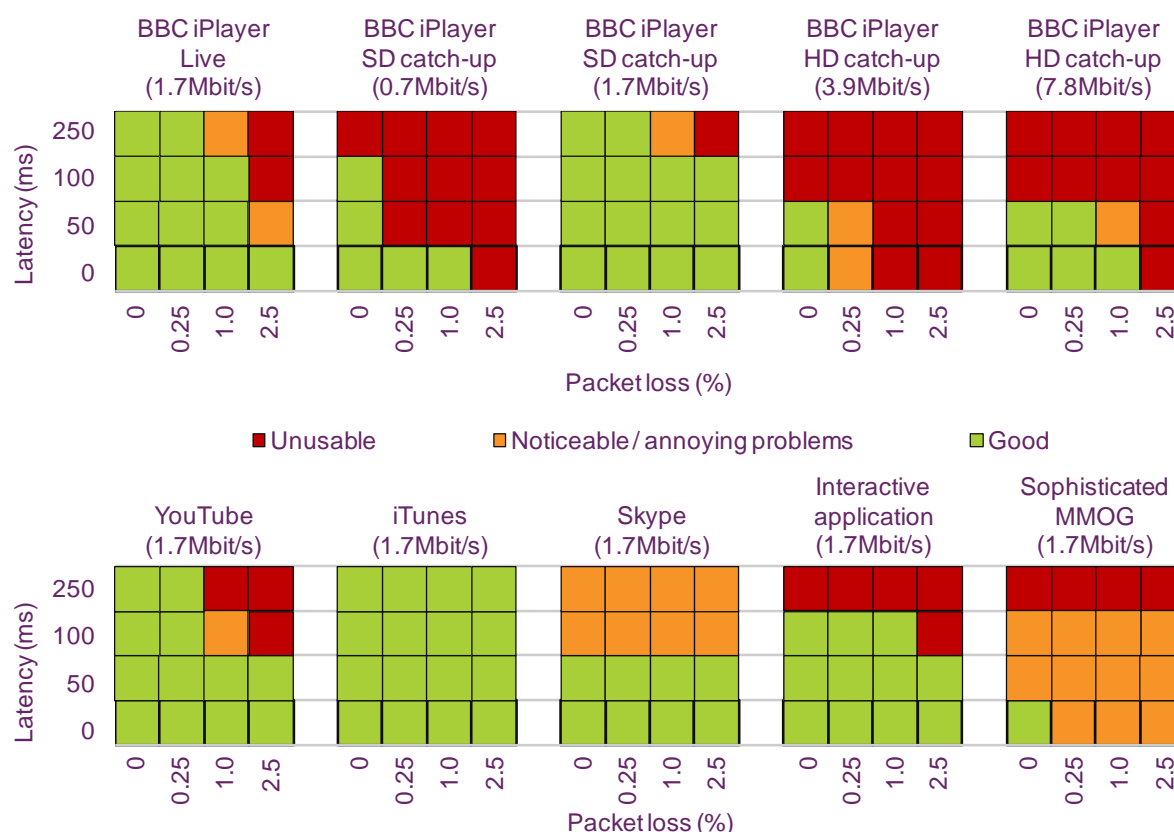 BBC iPlayer
Live
(1.7Mbit/s)
BBC iPlayer
SD catch-up
(0.7Mbit/s)
BBC iPlayer
SD catch-up
(1.7Mbit/s)
BBC iPlayer
HD catch-up
(3.9Mbit/s)
BBC iPlayer
HD catch-up
(7.8Mbit/s)
Latency (ms)
250
100
50
0
0 0.25 1.0 2.5
0 0.25 1.0 2.5
0 0.25 1.0 2.5
0 0.25 1.0 2.5
0 0.25 1.0 2.5
Packet loss (%)
Unusable
Noticeable / annoying problems
Good
YouTube
(1.7Mbit/s)
iTunes
(1.7Mbit/s)
Skype
(1.7Mbit/s)
Interactive
application
(1.7Mbit/s)
Sophisticated
MMOG
(1.7Mbit/s)
Latency (ms)
250
100
50
0
0 0.25 1.0 2.5
0 0.25 1.0 2.5
0 0.25 1.0 2.5
0 0.25 1.0 2.5
0 0.25 1.0 2.5
Packet loss (%)